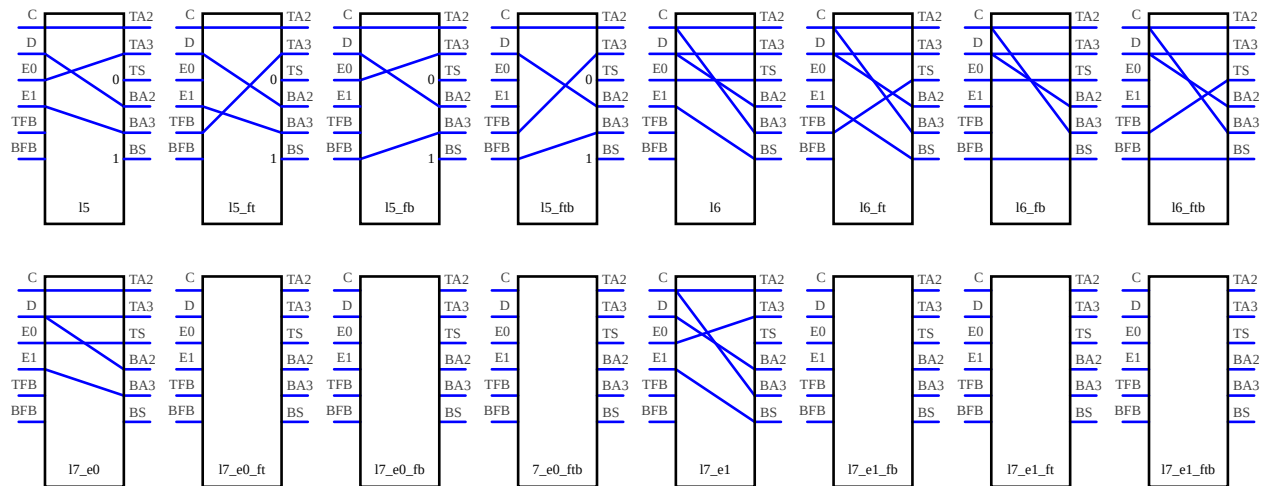 C TA2 C TA2 C TA2 C TA2 C TA2 C TA2 C TA2 C TA2
D TA3 D TA3 D TA3 D TA3 D TA3 D TA3 D TA3 D TA3
E0 0 TS E0 0 TS E0 0 TS E0 0 TS E0 TS E0 TS E0 TS E0 TS
E1 BA2 E1 BA2 E1 BA2 E1 BA2 E1 BA2 E1 BA2 E1 BA2 E1 BA2
TFB BA3 TFB BA3 TFB BA3 TFB BA3 TFB BA3 TFB BA3 TFB BA3 TFB BA3
BFB 1 BS BFB 1 BS BFB 1 BS BFB 1 BS BFB BS BFB BS BFB BS BFB BS
l5 l5_ft l5_fb l5_ftb l6 l6_ft l6_fb l6_ftb
C TA2 C TA2 C TA2 C TA2 C TA2 C TA2 C TA2 C TA2
D TA3 D TA3 D TA3 D TA3 D TA3 D TA3 D TA3 D TA3
E0 TS E0 TS E0 TS E0 TS E0 TS E0 TS E0 TS E0 TS
E1 BA2 E1 BA2 E1 BA2 E1 BA2 E1 BA2 E1 BA2 E1 BA2 E1 BA2
TFB BA3 TFB BA3 TFB BA3 TFB BA3 TFB BA3 TFB BA3 TFB BA3 TFB BA3
BFB BS BFB BS BFB BS BFB BS BFB BS BFB BS BFB BS BFB BS
l7_e0 l7_e0_ft l7_e0_fb 7_e0_ftb l7_e1 l7_e1_fb l7_e1_ft l7_e1_ftb